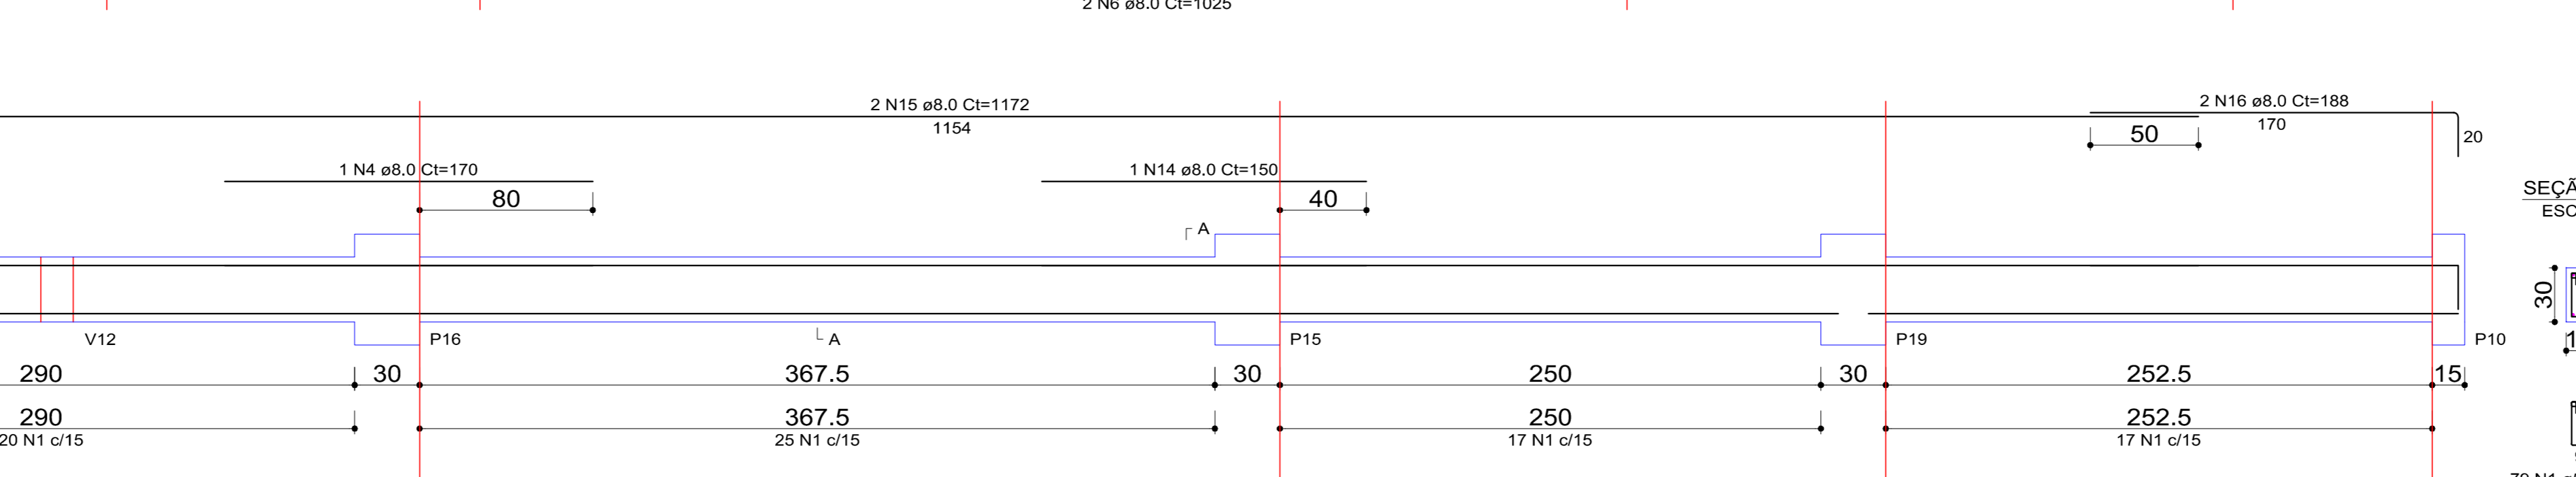 2 N6 ø8.0 Ct=1025
2 N15 ø8.0 Ct=1172
1154
2 N16 ø8.0 Ct=188
170
50
20
1 N4 ø8.0 Ct=170
80
1 N14 ø8.0 Ct=150
40
A
30
V12
P16
A
P15
P19
P10
290
30
367.5
30
250
30
252.5
15
290
367.5
250
252.5
20 N1 c/15
25 N1 c/15
17 N1 c/15
17 N1 c/15